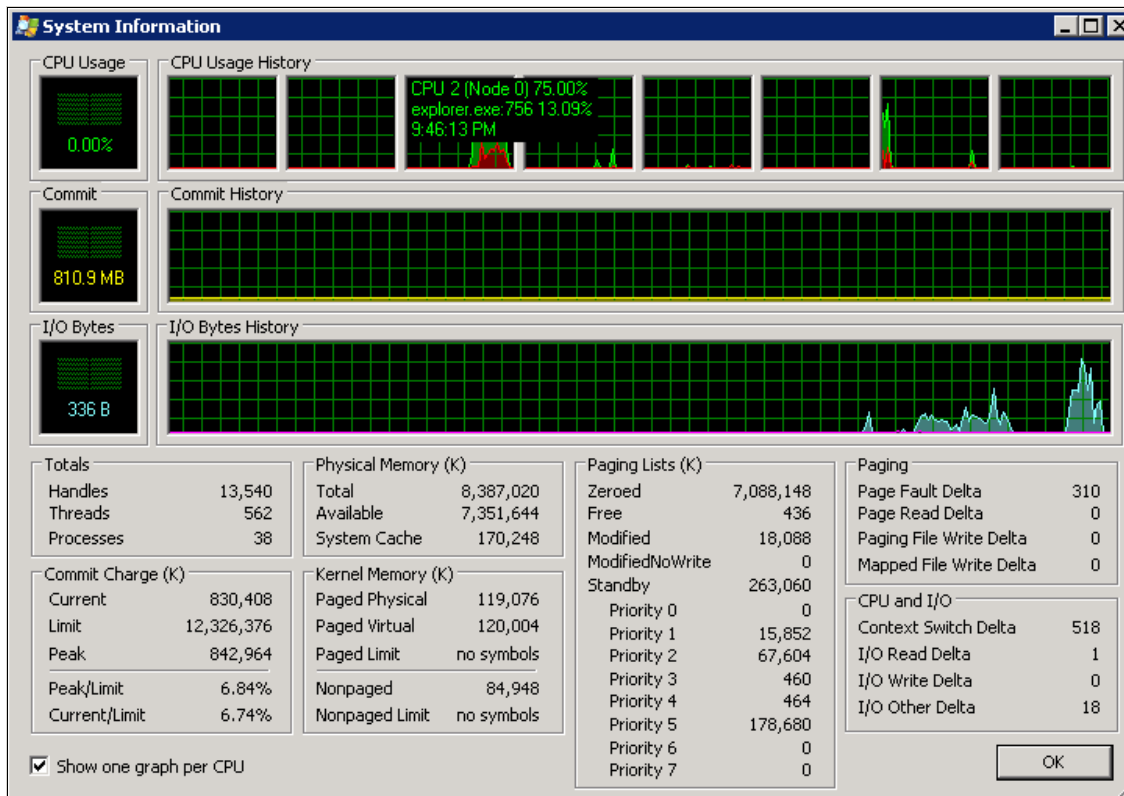 System Information
CPU Usage
CPU Usage History
0.00%
CPU 2 (Node 0) 75.00%
explorer.exe:756 13.09%
9:46:13 PM
Commit
Commit History
810.9 MB
I/O Bytes
I/O Bytes History
336 B
Totals
Handles 13,540
Threads 562
Processes 38
Commit Charge (K)
Current 830,408
Limit 12,326,376
Peak 842,964
Peak/Limit 6.84%
Current/Limit 6.74%
Physical Memory (K)
Total 8,387,020
Available 7,351,644
System Cache 170,248
Kernel Memory (K)
Paged Physical 119,076
Paged Virtual 120,004
Paged Limit no symbols
Nonpaged 84,948
Nonpaged Limit no symbols
Paging Lists (K)
Zeroed 7,088,148
Free 436
Modified 18,088
ModifiedNoWrite 0
Standby 263,060
Priority 0 0
Priority 1 15,852
Priority 2 67,604
Priority 3 460
Priority 4 464
Priority 5 178,680
Priority 6 0
Priority 7 0
Paging
Page Fault Delta 310
Page Read Delta 0
Paging File Write Delta 0
Mapped File Write Delta 0
CPU and I/O
Context Switch Delta 518
I/O Read Delta 1
I/O Write Delta 0
I/O Other Delta 18
Show one graph per CPU
OK